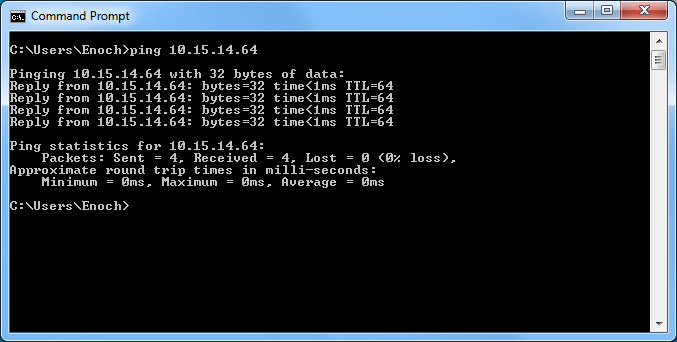 Command Prompt
C:\Users\Enoch>ping 10.15.14.64
Pinging 10.15.14.64 with 32 bytes of data:
Reply from 10.15.14.64: bytes=32 time<1ms TTL=64
Reply from 10.15.14.64: bytes=32 time<1ms TTL=64
Reply from 10.15.14.64: bytes=32 time<1ms TTL=64
Reply from 10.15.14.64: bytes=32 time<1ms TTL=64
Ping statistics for 10.15.14.64:
    Packets: Sent = 4, Received = 4, Lost = 0 (0% loss),
Approximate round trip times in milli-seconds:
    Minimum = 0ms, Maximum = 0ms, Average = 0ms
C:\Users\Enoch>